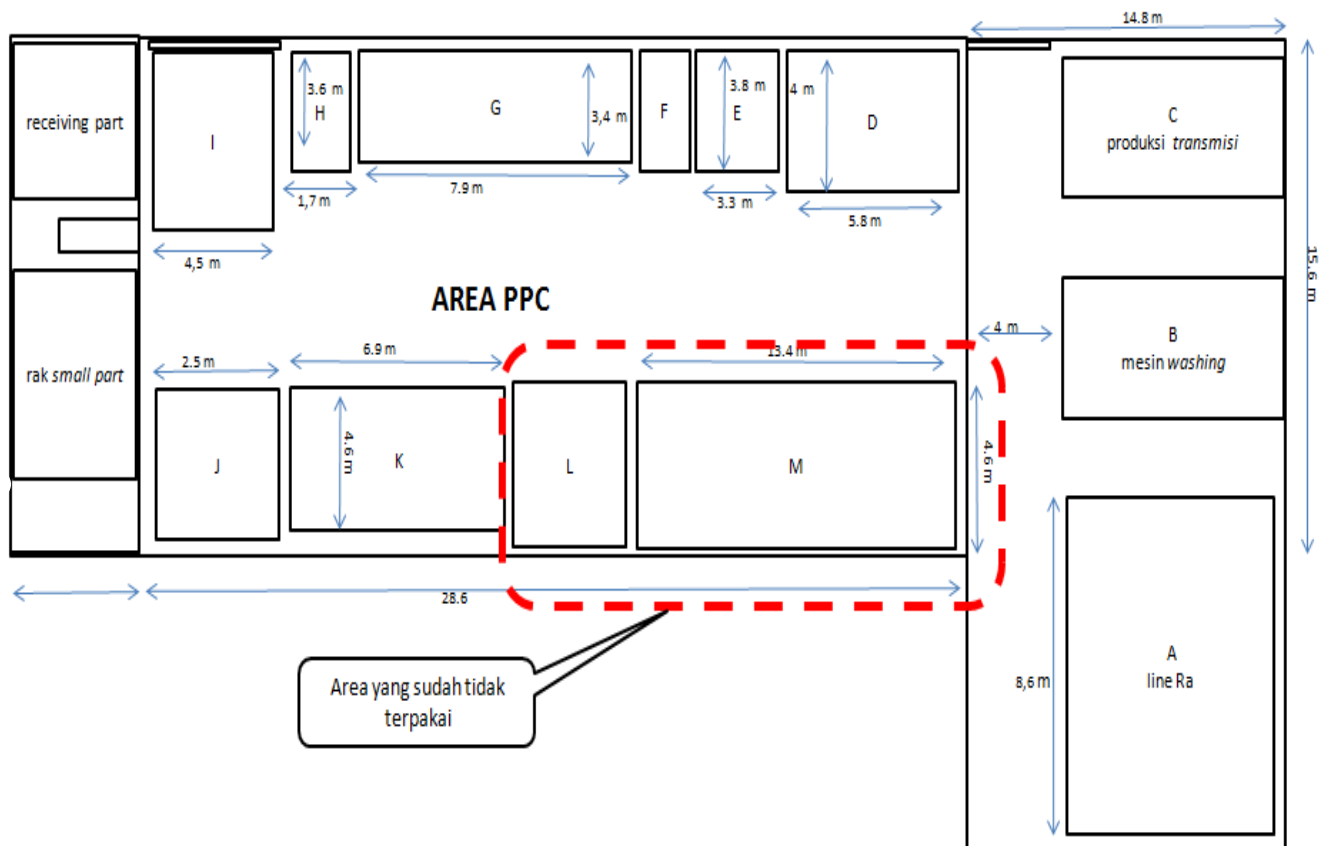 14.8 m
receiving part
I
3.6 m
H
G
3,4 m
F
3.8 m
E
4 m
D
C
produksi transmisi
1,7 m
7.9 m
3.3 m
5.8 m
4,5 m
15.6 m
AREA PPC
4 m
B
mesin washing
rak small part
2.5 m
6.9 m
13.4 m
J
4.6 m
K
L
M
4.6 m
28.6
A
line Ra
8,6 m
Area yang sudah tidak
terpakai